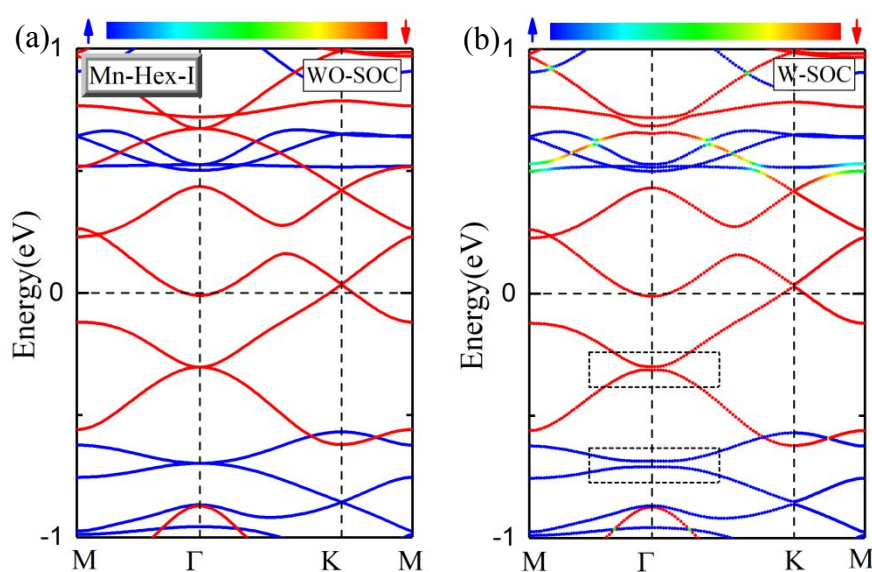 (a)
Mn-Hex-I
WO-SOC
Energy(eV)
1
0
-1
M Γ K M
(b)
W-SOC
Energy(eV)
1
0
-1
M Γ K M